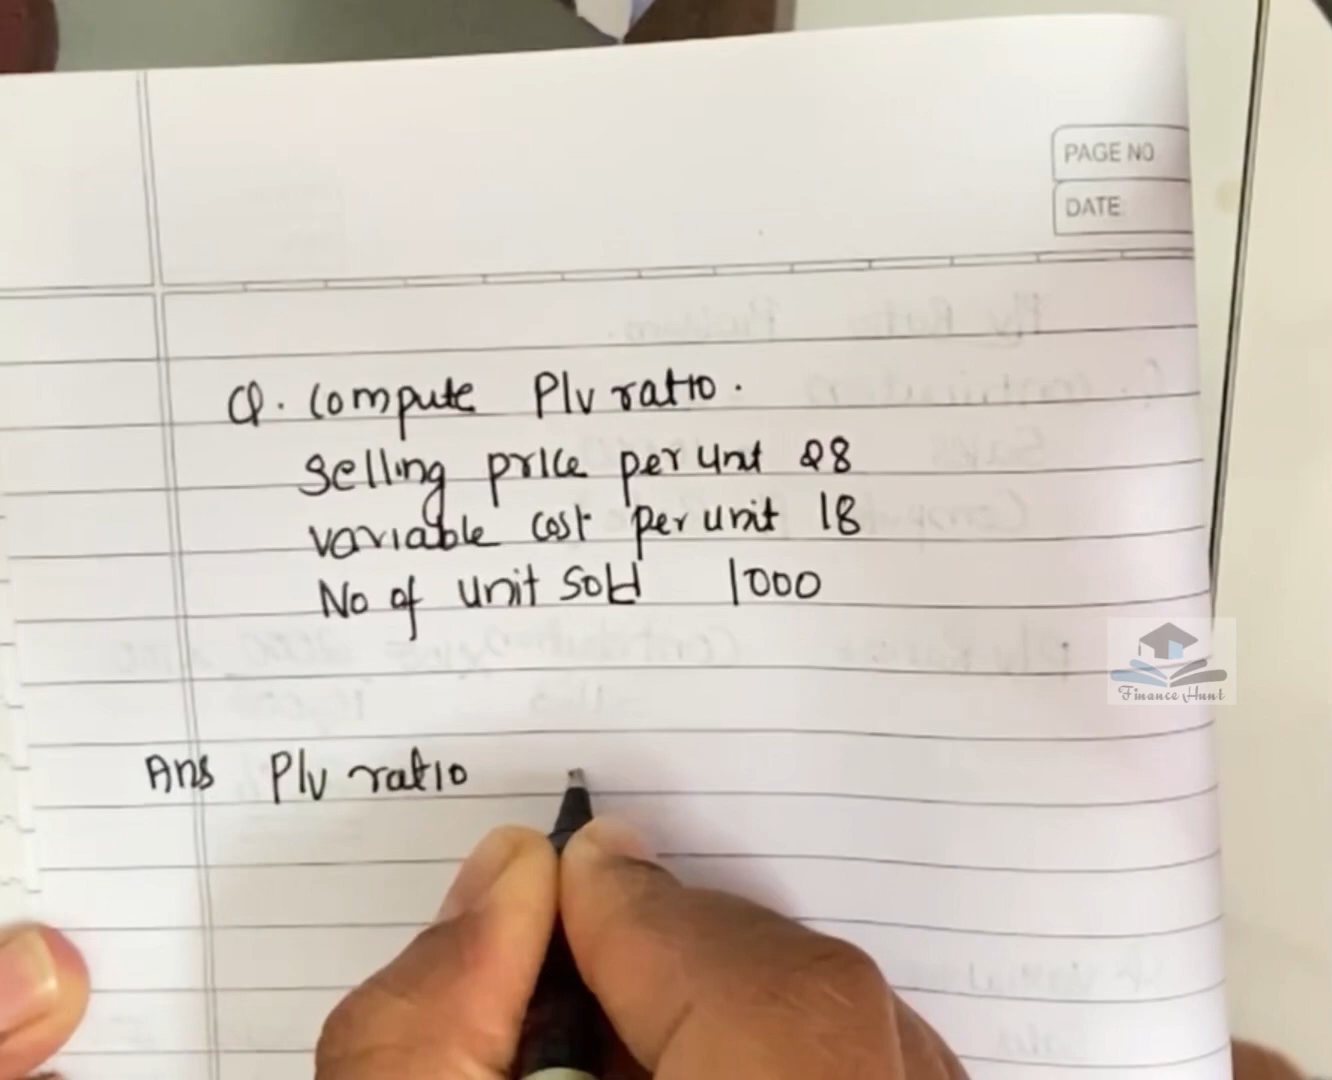 PAGE NO
DATE
Q. Compute P/v ratio.
Selling price per unit 28
variable cost per unit 18
No of unit Sold 1000
Finance Hunt
Ans P/v ratio